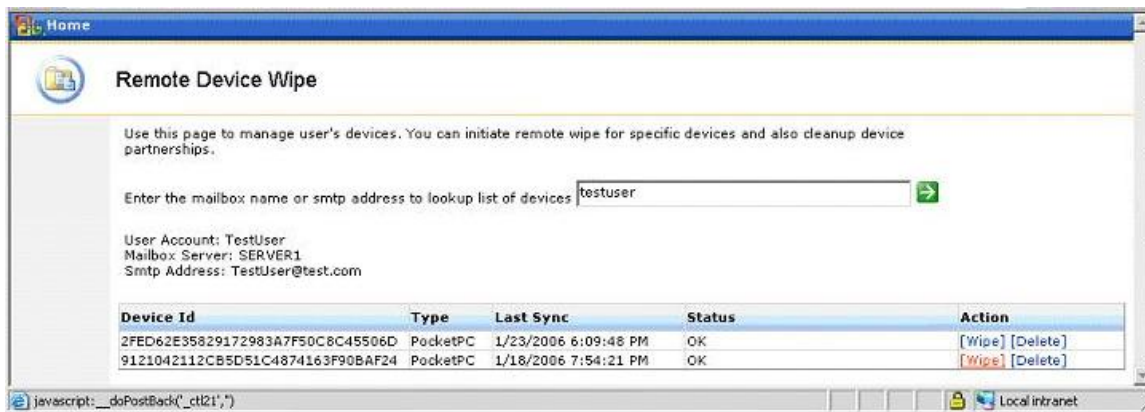 Home
Remote Device Wipe
Use this page to manage user's devices. You can initiate remote wipe for specific devices and also cleanup device
partnerships.
Enter the mailbox name or smtp address to lookup list of devices testuser
User Account: TestUser
Mailbox Server: SERVER1
Smtp Address: TestUser@test.com
Device Id Type Last Sync Status Action
2FED62E35829172983A7F50C8C45506D PocketPC 1/23/2006 6:09:48 PM OK [Wipe] [Delete]
9121042112CB5D51C4874163F90BAF24 PocketPC 1/18/2006 7:54:21 PM OK [Wipe] [Delete]
javascript:__doPostBack('_ctl21','') Local intranet